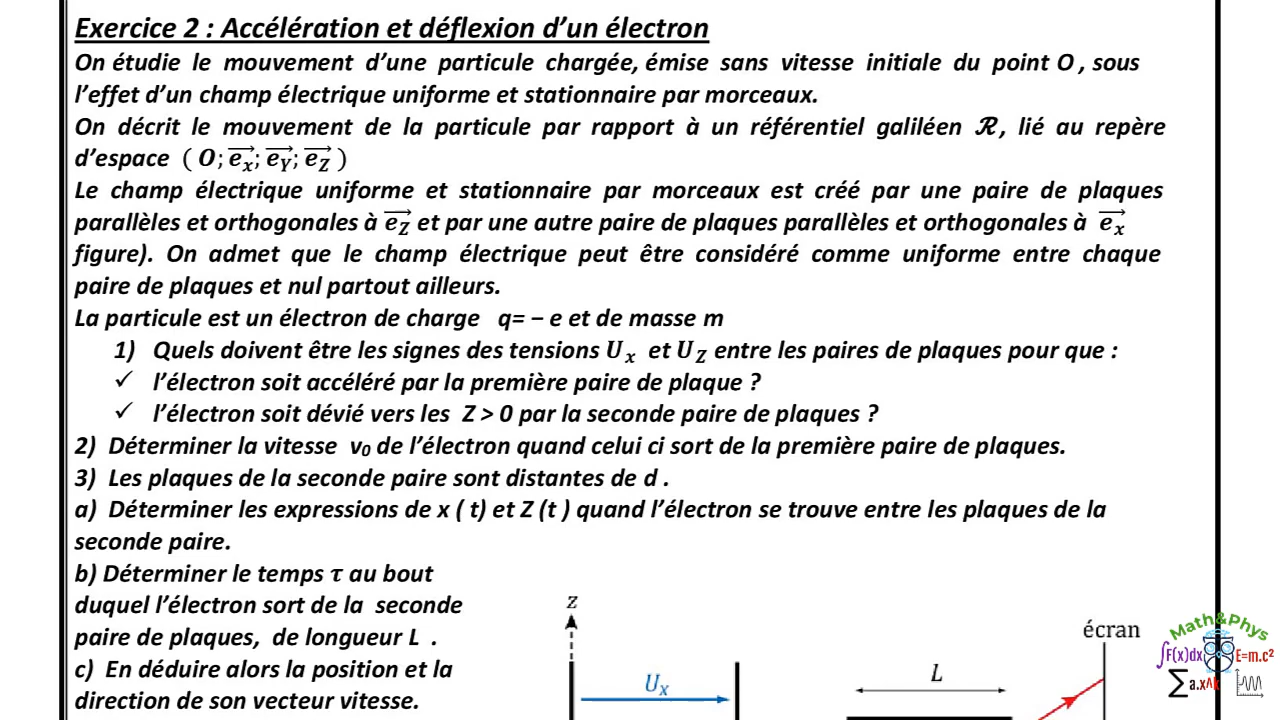 Exercice 2 : Accélération et déflexion d'un électron
On étudie le mouvement d'une particule chargée, émise sans vitesse initiale du point O , sous
l'effet d'un champ électrique uniforme et stationnaire par morceaux.
On décrit le mouvement de la particule par rapport à un référentiel galiléen ℛ, lié au repère
d'espace ( O; e⃗x; e⃗Y; e⃗Z )
Le champ électrique uniforme et stationnaire par morceaux est créé par une paire de plaques
parallèles et orthogonales à e⃗Z et par une autre paire de plaques parallèles et orthogonales à e⃗x
figure). On admet que le champ électrique peut être considéré comme uniforme entre chaque
paire de plaques et nul partout ailleurs.
La particule est un électron de charge q= – e et de masse m
1) Quels doivent être les signes des tensions Ux et UZ entre les paires de plaques pour que :
✓ l'électron soit accéléré par la première paire de plaque ?
✓ l'électron soit dévié vers les Z > 0 par la seconde paire de plaques ?
2) Déterminer la vitesse v0 de l'électron quand celui ci sort de la première paire de plaques.
3) Les plaques de la seconde paire sont distantes de d .
a) Déterminer les expressions de x ( t) et Z (t ) quand l'électron se trouve entre les plaques de la
seconde paire.
b) Déterminer le temps τ au bout
duquel l'électron sort de la seconde
paire de plaques, de longueur L .
c) En déduire alors la position et la
direction de son vecteur vitesse.
z
Ux
L
écran
Math&Phys
∫F(x)dx
E=m.c²
∑